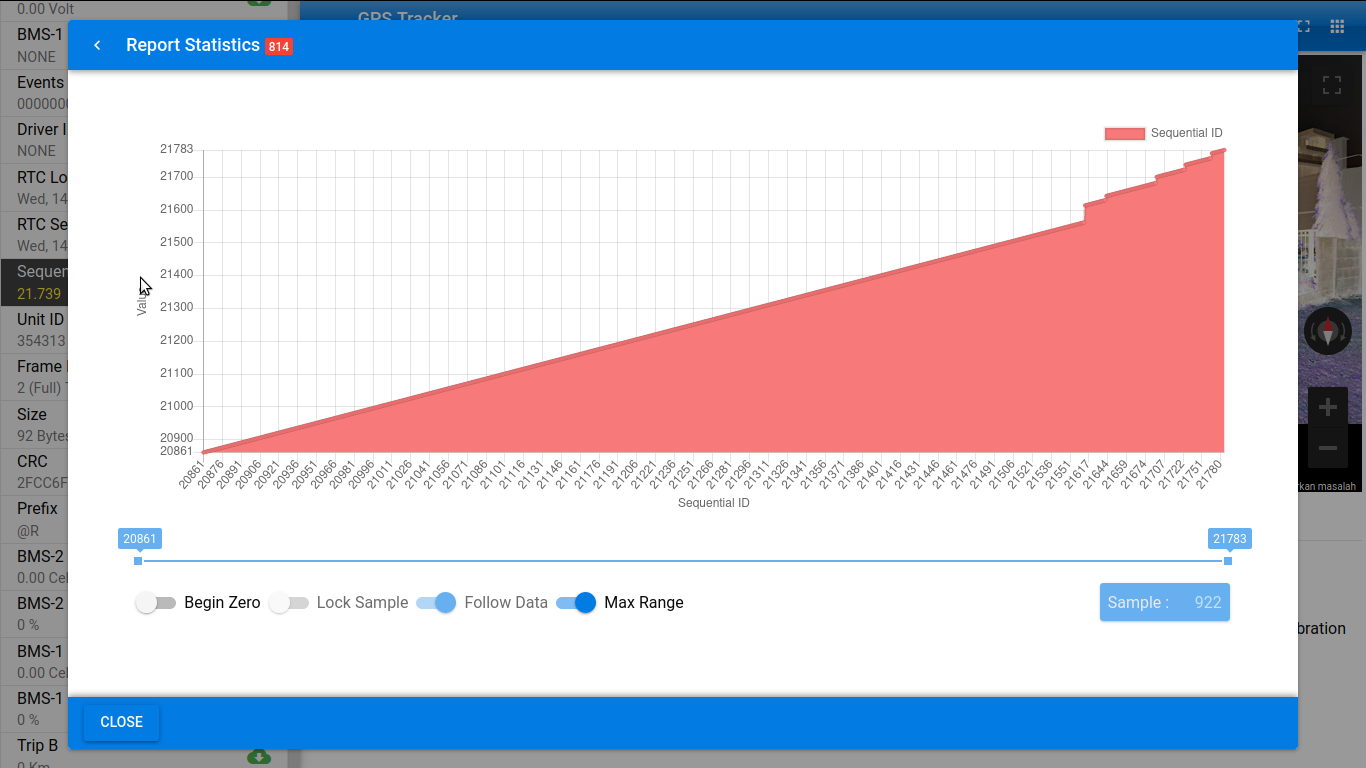 0.00 Volt
BMS-1
NONE
Events
0000000
Driver I
NONE
RTC Lo
Wed, 14
RTC Se
Wed, 14
Sequen
21.739
Unit ID
354313
Frame
2 (Full)
Size
92 Bytes
CRC
2FCC6F
Prefix
@R
BMS-2
0.00 Cel
BMS-2
0 %
BMS-1
0.00 Cel
BMS-1
0 %
Trip B
0 Km
GPS Tracker
Report Statistics 814
Sequential ID
21783
21700
21600
21500
21400
21300
21200
21100
21000
20900
20861
Value
20861 20876 20891 20906 20921 20936 20951 20966 20981 20996 21011 21026 21041 21056 21071 21086 21101 21116 21131 21146 21161 21176 21191 21206 21221 21236 21251 21266 21281 21296 21311 21326 21341 21356 21371 21386 21401 21416 21431 21446 21461 21476 21491 21506 21521 21536 21551 21617 21644 21659 21674 21707 21722 21751 21780
Sequential ID
20861 21783
Begin Zero Lock Sample Follow Data Max Range Sample : 922
CLOSE
kan masalah
bration